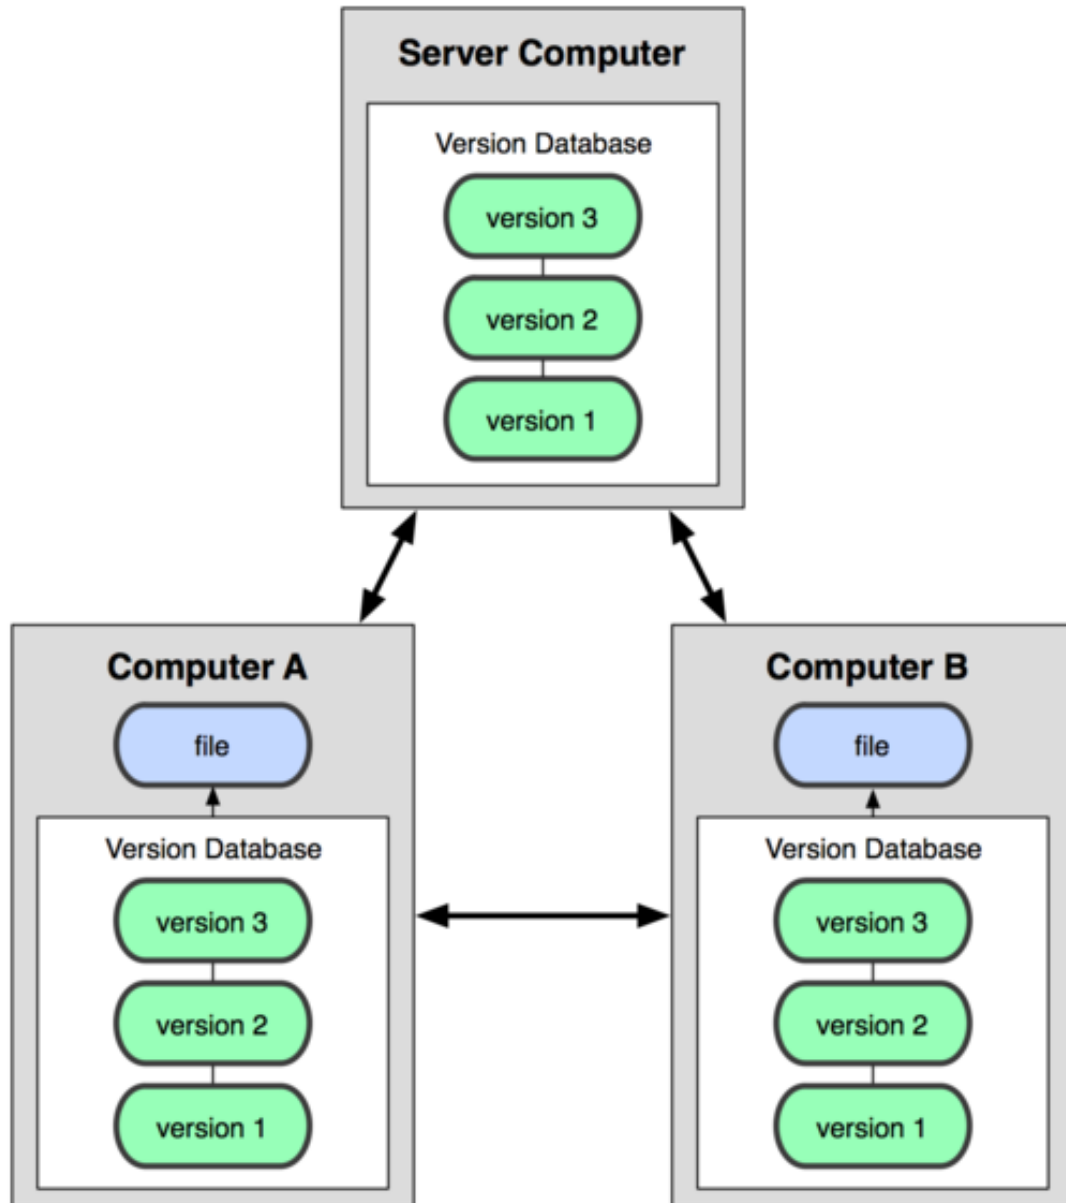 Server Computer
Version Database
version 3
version 2
version 1
Computer A
file
Version Database
version 3
version 2
version 1
Computer B
file
Version Database
version 3
version 2
version 1